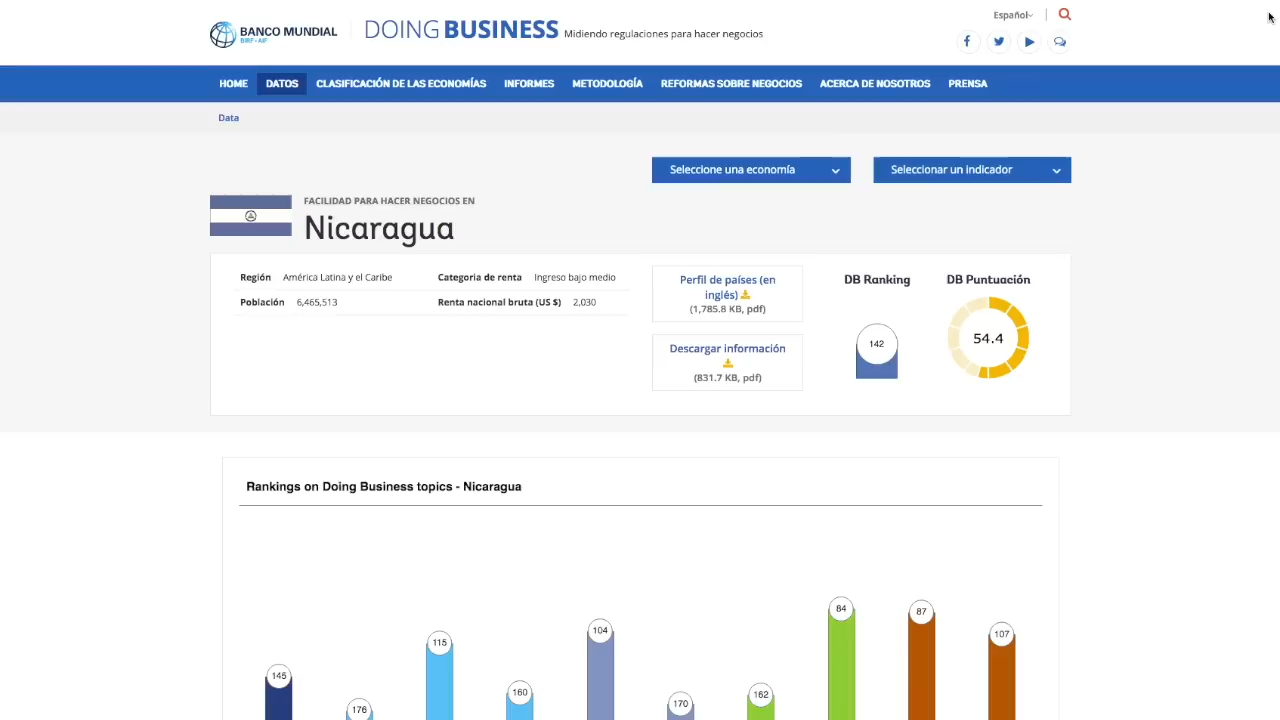 BANCO MUNDIAL
BIRF • AIF
DOING BUSINESS Midiendo regulaciones para hacer negocios
Español
HOME DATOS CLASIFICACIÓN DE LAS ECONOMÍAS INFORMES METODOLOGÍA REFORMAS SOBRE NEGOCIOS ACERCA DE NOSOTROS PRENSA
Data
Seleccione una economía Seleccionar un indicador
FACILIDAD PARA HACER NEGOCIOS EN
Nicaragua
Región América Latina y el Caribe Categoria de renta Ingreso bajo medio
Población 6,465,513 Renta nacional bruta (US $) 2,030
Perfil de países (en
inglés)
(1,785.8 KB, pdf)
Descargar información
(831.7 KB, pdf)
DB Ranking
142
DB Puntuación
54.4
Rankings on Doing Business topics - Nicaragua
145 176 115 160 104 170 162 84 87 107